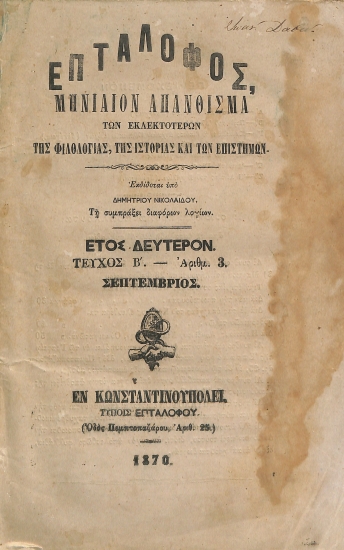 ΕΠΤΑΛΟΦΟΣ,
ΜΗΝΙΑΙΟΝ ΑΠΑΝΘΙΣΜΑ
ΤΩΝ ΕΚΛΕΚΤΟΤΕΡΩΝ
ΤΗΣ ΦΙΛΟΛΟΓΙΑΣ, ΤΗΣ ΙΣΤΟΡΙΑΣ ΚΑΙ ΤΩΝ ΕΠΙΣΤΗΜΩΝ.
Ἐκδίδοται ὑπὸ
ΔΗΜΗΤΡΙΟΥ ΝΙΚΟΛΑΙΔΟΥ.
Τῇ συμπράξει διαφόρων λογίων.
ΕΤΟΣ ΔΕΥΤΕΡΟΝ.
ΤΕΥΧΟΣ Β′. — Ἀριθμ. 3.
ΣΕΠΤΕΜΒΡΙΟΣ.
ΕΝ ΚΩΝΣΤΑΝΤΙΝΟΥΠΟΛΕΙ,
ΤΥΠΟΙΣ ΕΠΤΑΛΟΦΟΥ.
(Ὁδὸς Πεμπτοπαζάρου, Ἀριθ. 25.)
1870.